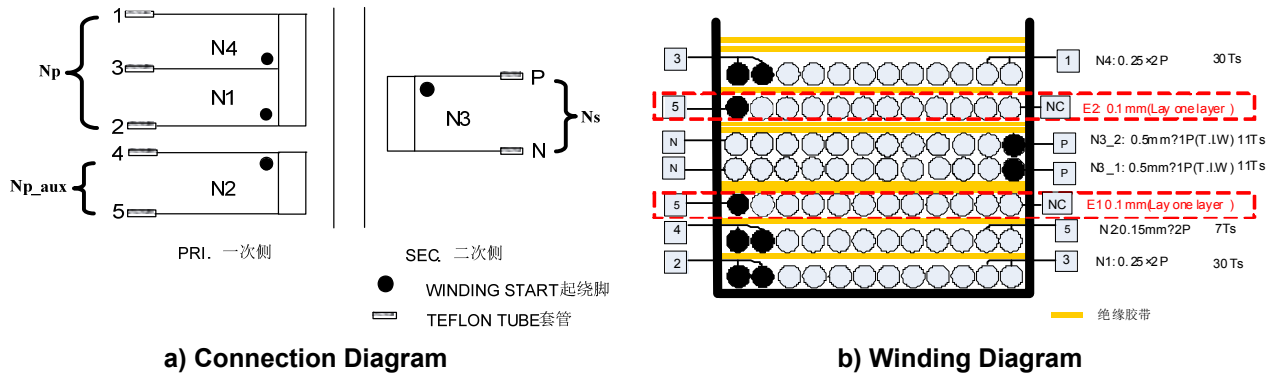 1
N4
Np
3
N1
2
4
Np_aux
N2
5
P
N3
Ns
N
PRI. 一次侧
SEC. 二次侧
WINDING START起绕脚
TEFLON TUBE套管
a) Connection Diagram
3
1
N4: 0.25×2P 30Ts
5
NC
E2: 0.1mm(Lay one layer )
N
P
N3_2: 0.5mm?1P(T.I.W) 11Ts
N
P
N3_1: 0.5mm?1P(T.I.W) 11Ts
5
NC
E1 0.1mm(Lay one layer )
4
5
N2:0.15mm?2P 7Ts
2
3
N1: 0.25×2P 30Ts
绝缘胶带
b) Winding Diagram